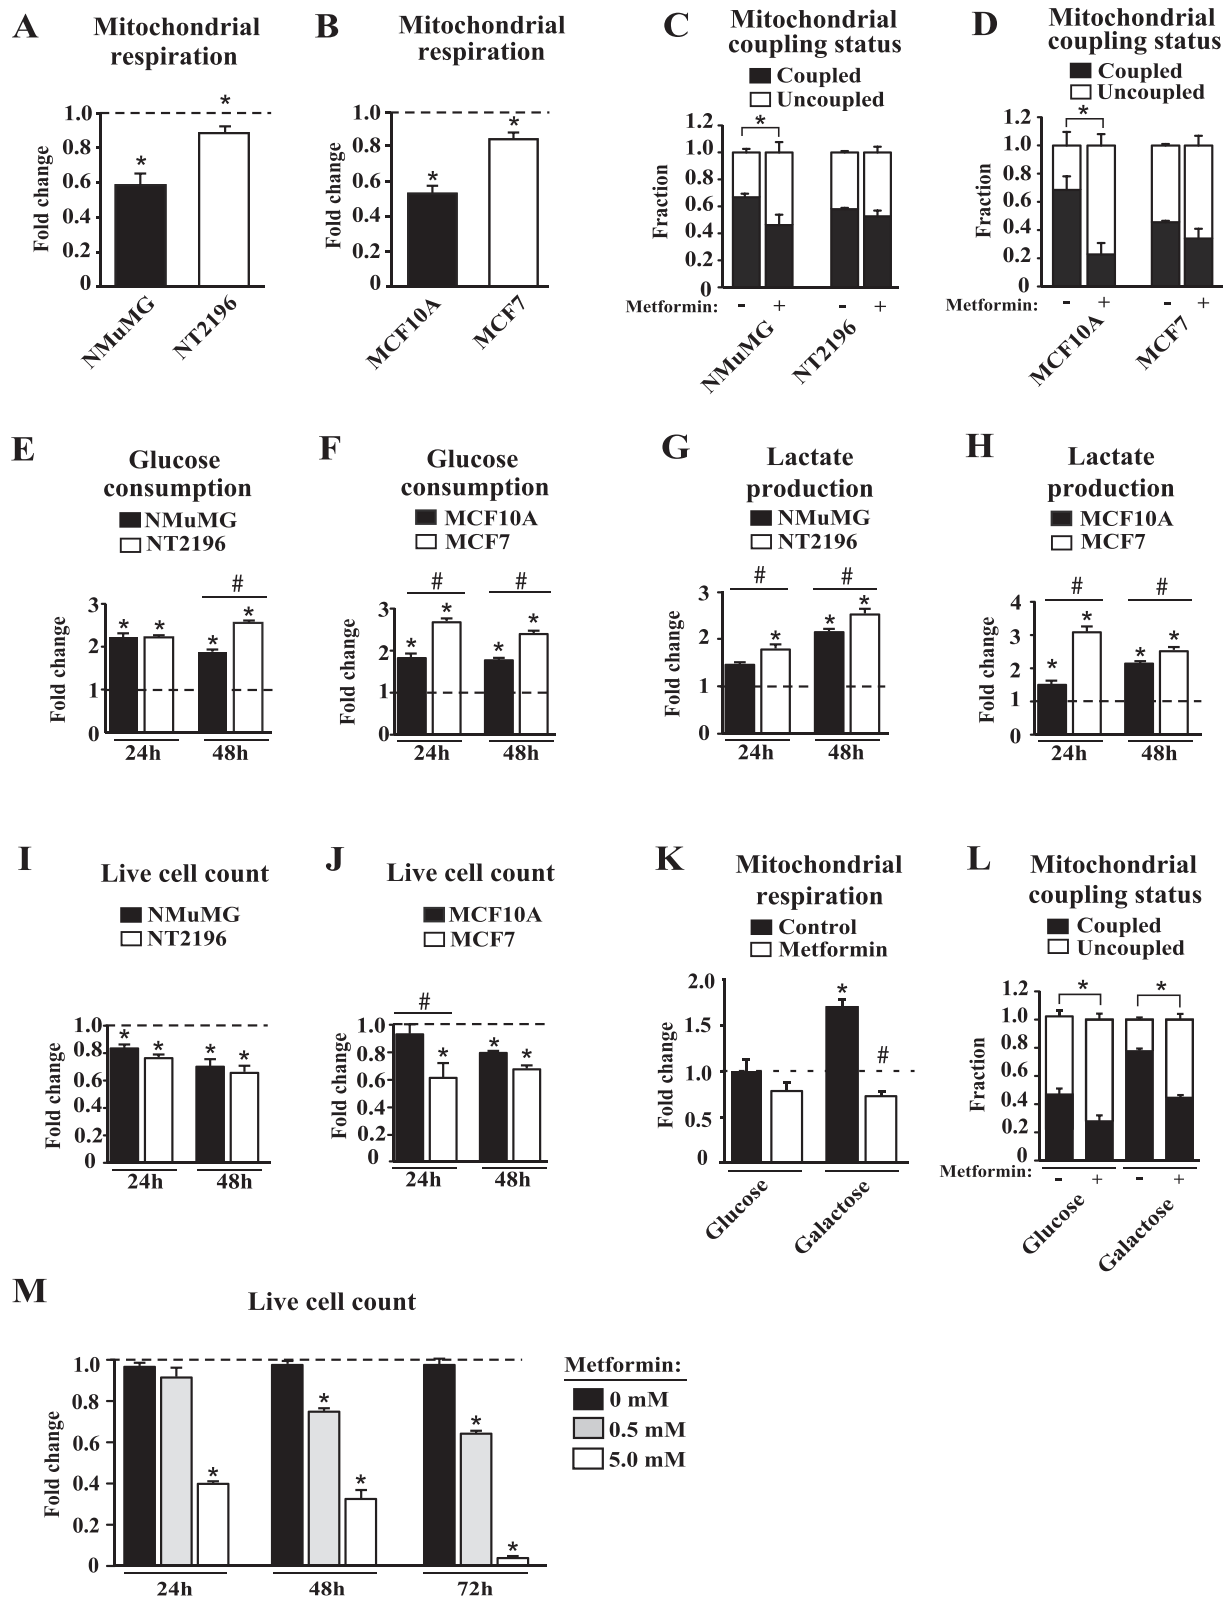 A
Mitochondrial
respiration
Fold change
1.0
0.8
0.6
0.4
0.2
0
*
*
NMuMG
NT2196
B
Mitochondrial
respiration
Fold change
1.0
0.8
0.6
0.4
0.2
0
*
*
MCF10A
MCF7
C
Mitochondrial
coupling status
Coupled
Uncoupled
Fraction
1.2
1.0
0.8
0.6
0.4
0.2
0
*
Metformin: - + - +
NMuMG
NT2196
D
Mitochondrial
coupling status
Coupled
Uncoupled
Fraction
1.2
1.0
0.8
0.6
0.4
0.2
0
*
Metformin: - + - +
MCF10A
MCF7
E
Glucose
consumption
NMuMG
NT2196
Fold change
3
2
1
0
#
* * * *
24h 48h
F
Glucose
consumption
MCF10A
MCF7
Fold change
3
2
1
0
# #
* * * *
24h 48h
G
Lactate
production
NMuMG
NT2196
Fold change
3
2
1
0
# #
* * *
24h 48h
H
Lactate
production
MCF10A
MCF7
Fold change
4
3
2
1
0
# #
* * * *
24h 48h
I
Live cell count
NMuMG
NT2196
Fold change
1.0
0.8
0.6
0.4
0.2
0
* * * *
24h 48h
J
Live cell count
MCF10A
MCF7
Fold change
1.0
0.8
0.6
0.4
0.2
0
#
* * *
24h 48h
K
Mitochondrial
respiration
Control
Metformin
Fold change
2.0
1.5
1.0
0.5
0
*
#
Glucose
Galactose
L
Mitochondrial
coupling status
Coupled
Uncoupled
Fraction
1.2
1.0
0.8
0.6
0.4
0.2
0
* *
Metformin: - + - +
Glucose
Galactose
M
Live cell count
Fold change
1.0
0.8
0.6
0.4
0.2
0
* * * * *
24h 48h 72h
Metformin:
0 mM
0.5 mM
5.0 mM